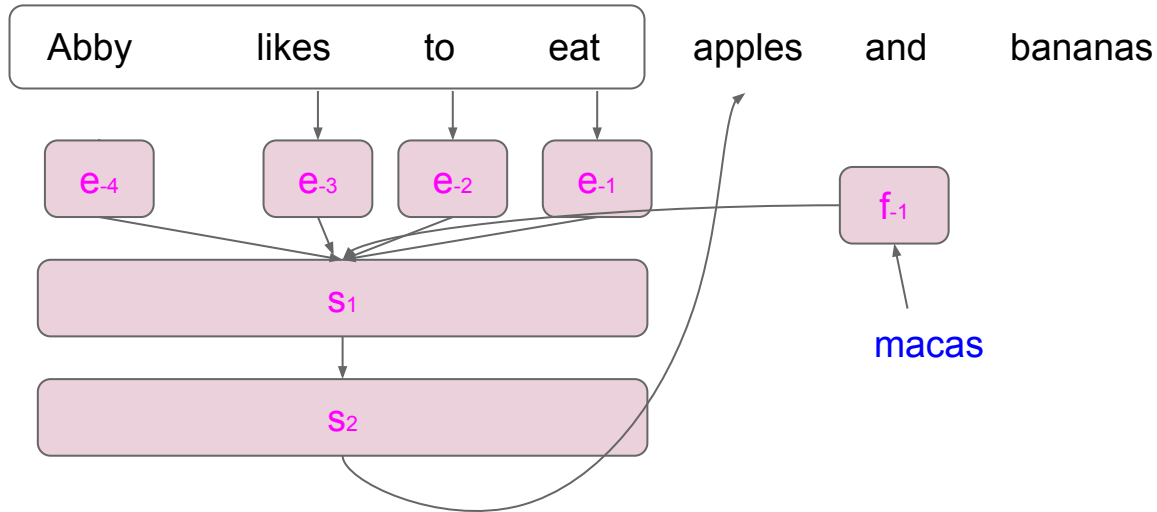 Abby likes to eat apples and bananas
e-4 e-3 e-2 e-1 f-1
s1
macas
s2